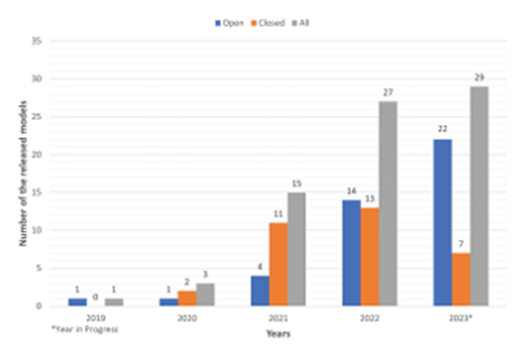 Open Closed All
35
30
25
20
15
10
5
0
Number of the released models
1 0 1
1 2 3
4 11 15
14 13 27
22 7 29
2019 2020 2021 2022 2023*
*Year in Progress
Years